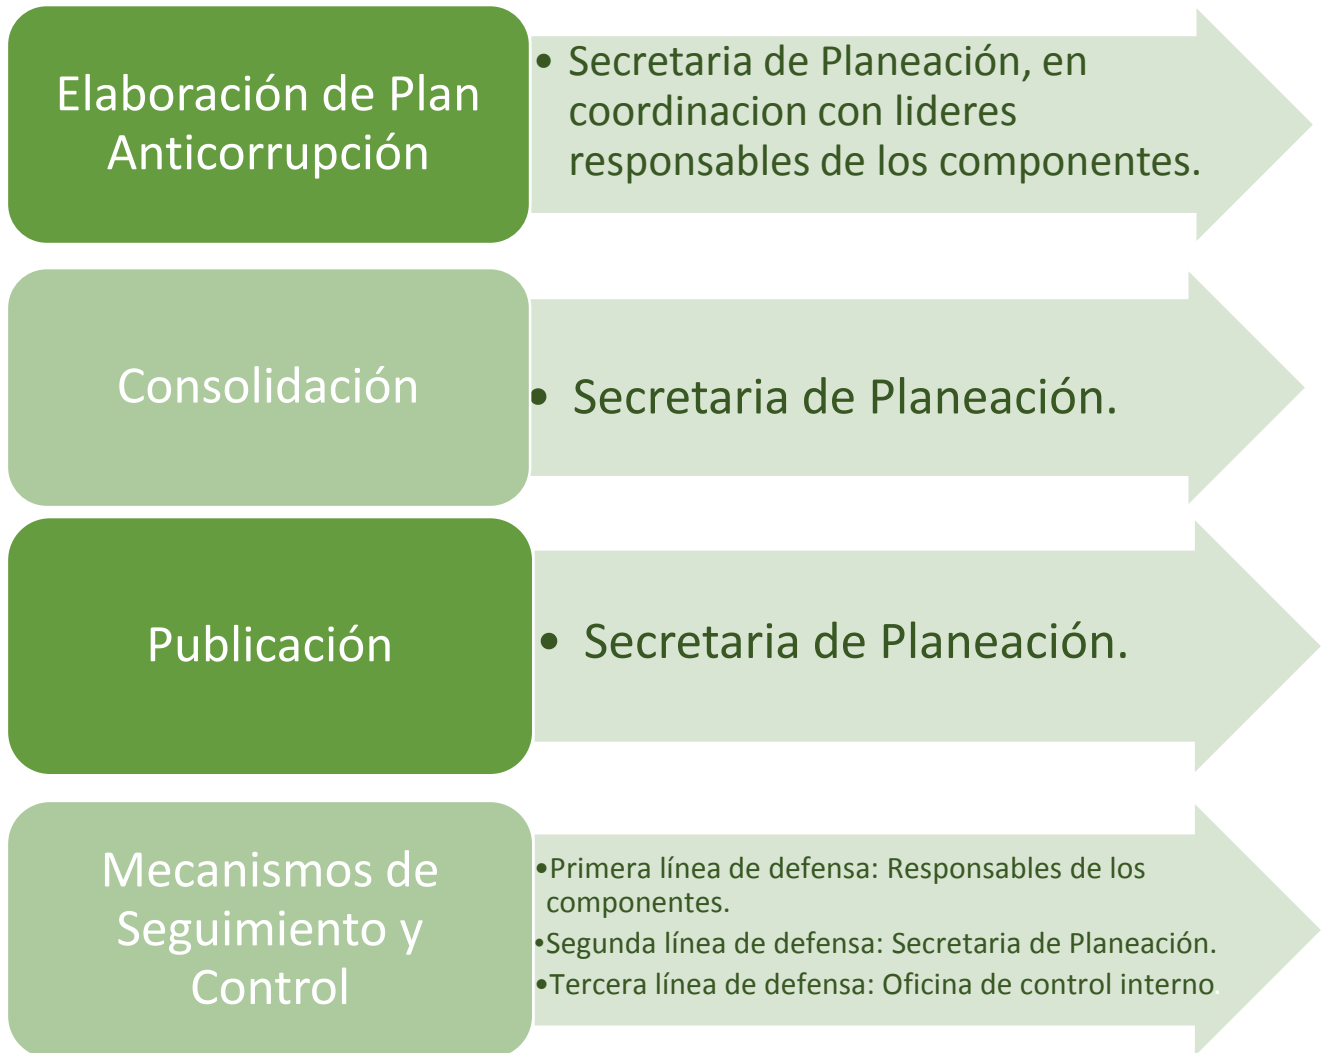 Elaboración de Plan
Anticorrupción
• Secretaria de Planeación, en
coordinacion con lideres
responsables de los componentes.
Consolidación
• Secretaria de Planeación.
Publicación
• Secretaria de Planeación.
Mecanismos de
Seguimiento y
Control
•Primera línea de defensa: Responsables de los
componentes.
•Segunda línea de defensa: Secretaria de Planeación.
•Tercera línea de defensa: Oficina de control interno.